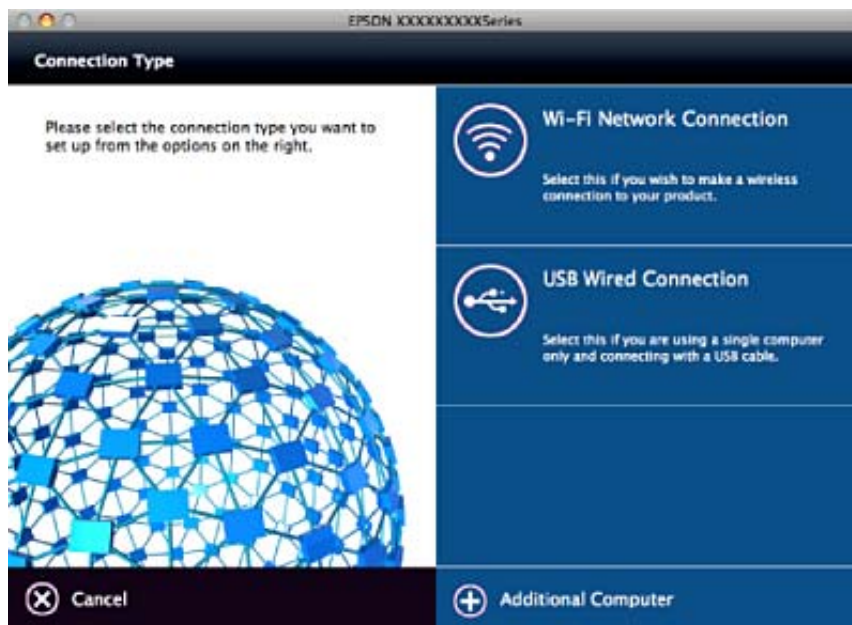 EPSON XXXXXXXXXSeries
Connection Type
Please select the connection type you want to
set up from the options on the right.
Wi-Fi Network Connection
Select this if you wish to make a wireless
connection to your product.
USB Wired Connection
Select this if you are using a single computer
only and connecting with a USB cable.
Cancel
Additional Computer